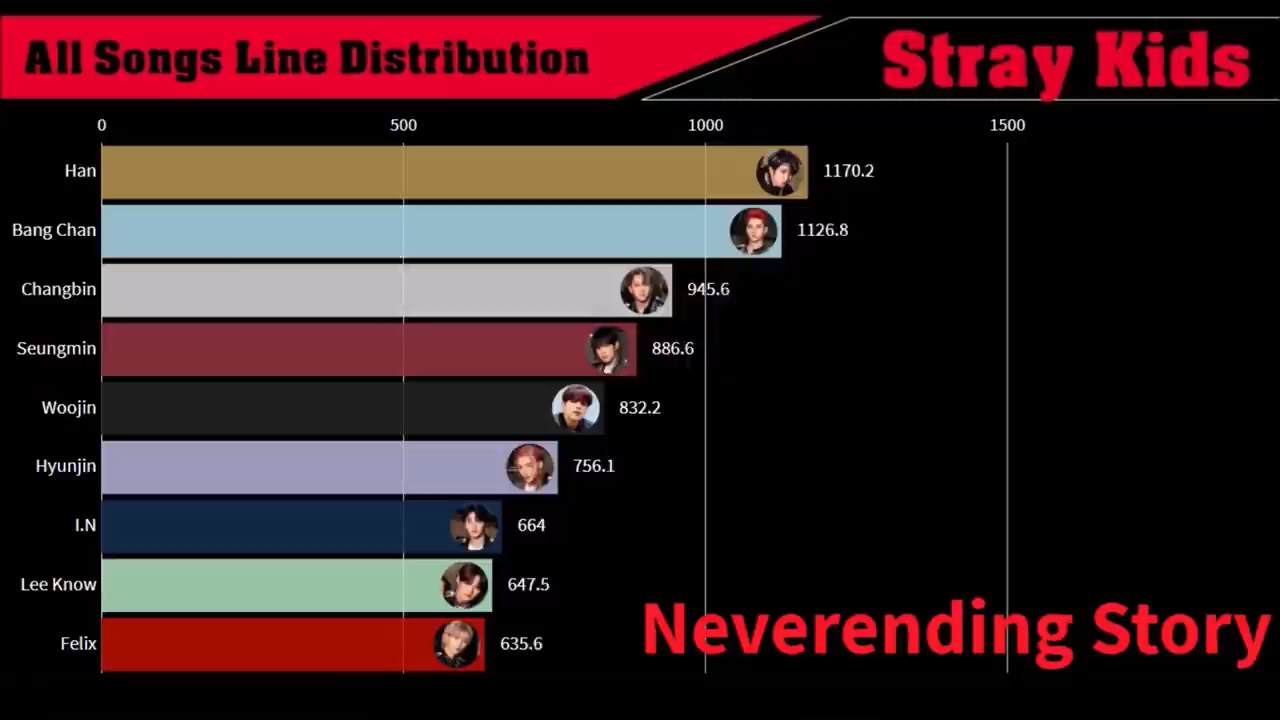 All Songs Line Distribution
Stray Kids
0 500 1000 1500
Han 1170.2
Bang Chan 1126.8
Changbin 945.6
Seungmin 886.6
Woojin 832.2
Hyunjin 756.1
I.N 664
Lee Know 647.5
Felix 635.6
Neverending Story